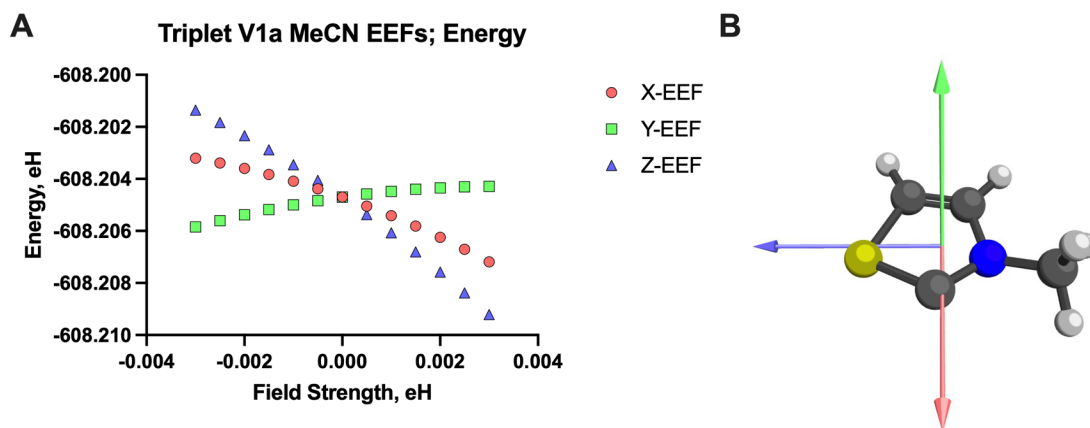 A
Triplet V1a MeCN EEFs; Energy
B
-608.200
-608.202
-608.204
-608.206
-608.208
-608.210
Energy, eH
-0.004
-0.002
0.000
0.002
0.004
Field Strength, eH
X-EEF
Y-EEF
Z-EEF